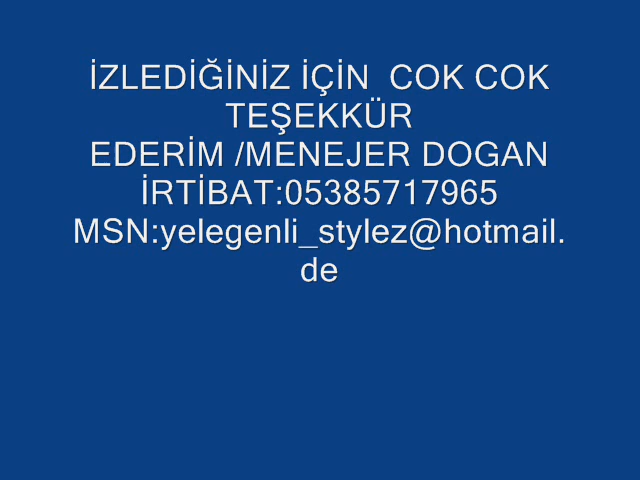 İZLEDİĞİNİZ İÇİN  COK COK
TEŞEKKÜR
EDERİM /MENEJER DOGAN
İRTİBAT:05385717965
MSN:yelegenli_stylez@hotmail.
de